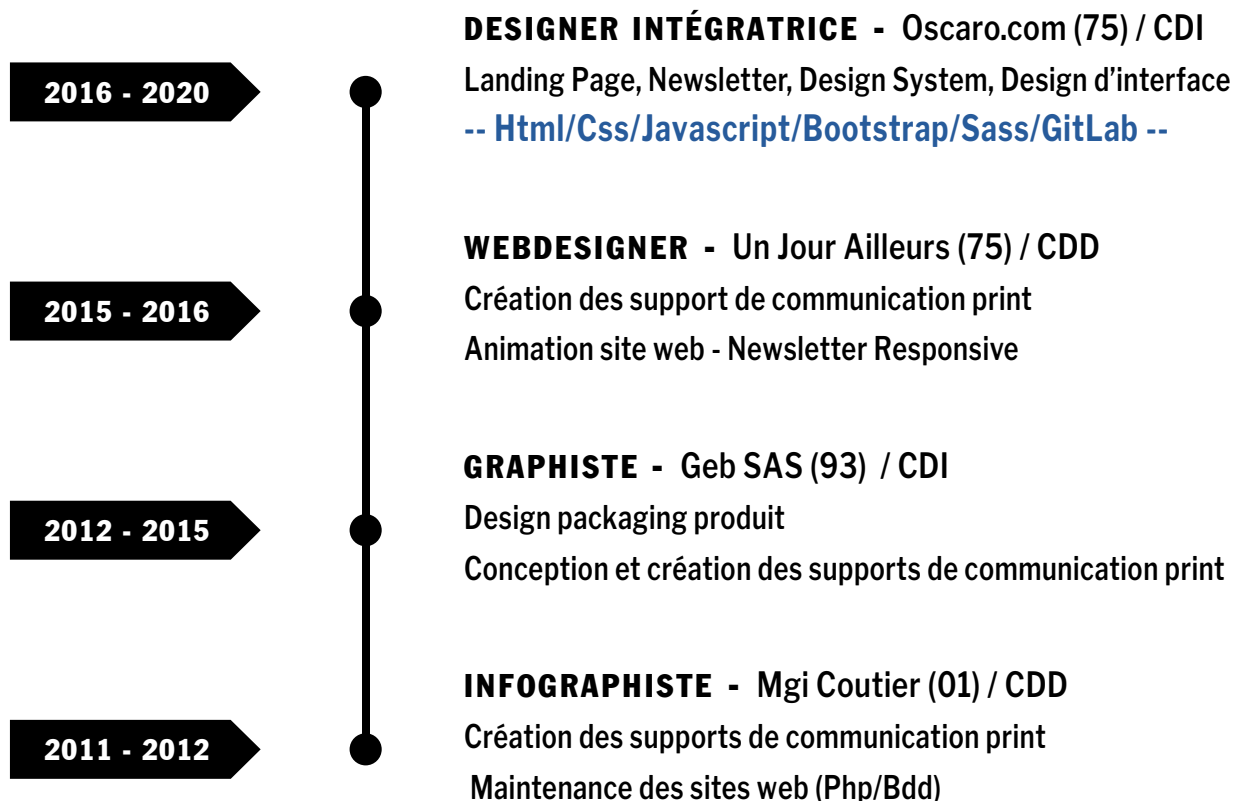 DESIGNER INTÉGRATRICE - Oscaro.com (75) / CDI
2016 - 2020
Landing Page, Newsletter, Design System, Design d’interface
-- Html/Css/Javascript/Bootstrap/Sass/GitLab --
WEBDESIGNER - Un Jour Ailleurs (75) / CDD
2015 - 2016
Création des support de communication print
Animation site web - Newsletter Responsive
GRAPHISTE - Geb SAS (93) / CDI
2012 - 2015
Design packaging produit
Conception et création des supports de communication print
INFOGRAPHISTE - Mgi Coutier (01) / CDD
2011 - 2012
Création des supports de communication print
Maintenance des sites web (Php/Bdd)